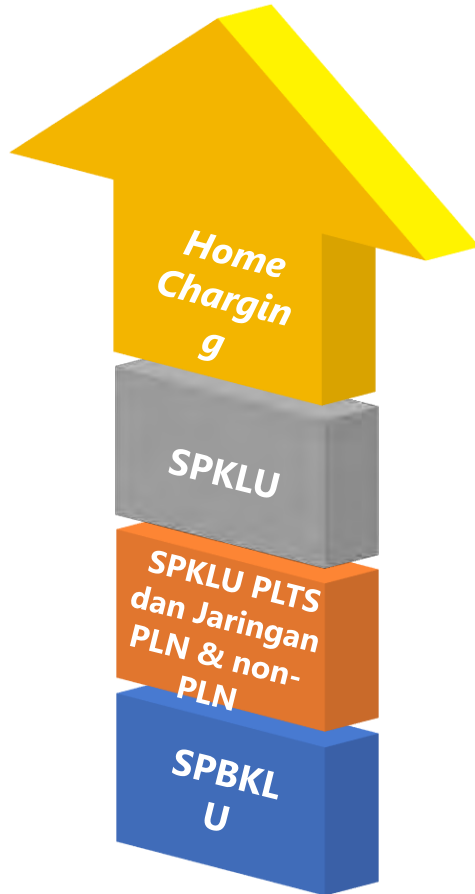 Home
Chargin
g
SPKLU
SPKLU PLTS
dan Jaringan
PLN & non-
PLN
SPBKL
U